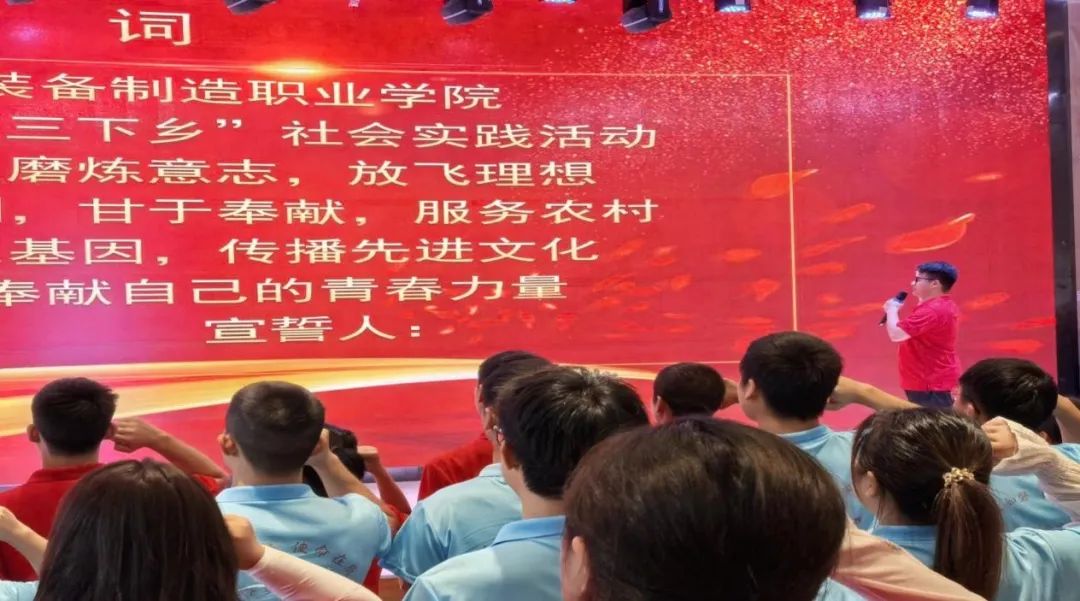 词
装备制造职业学院
三下乡”社会实践活动
磨炼意志，放飞理想
，甘于奉献，服务农村
基因，传播先进文化
奉献自己的青春力量
宣誓人：